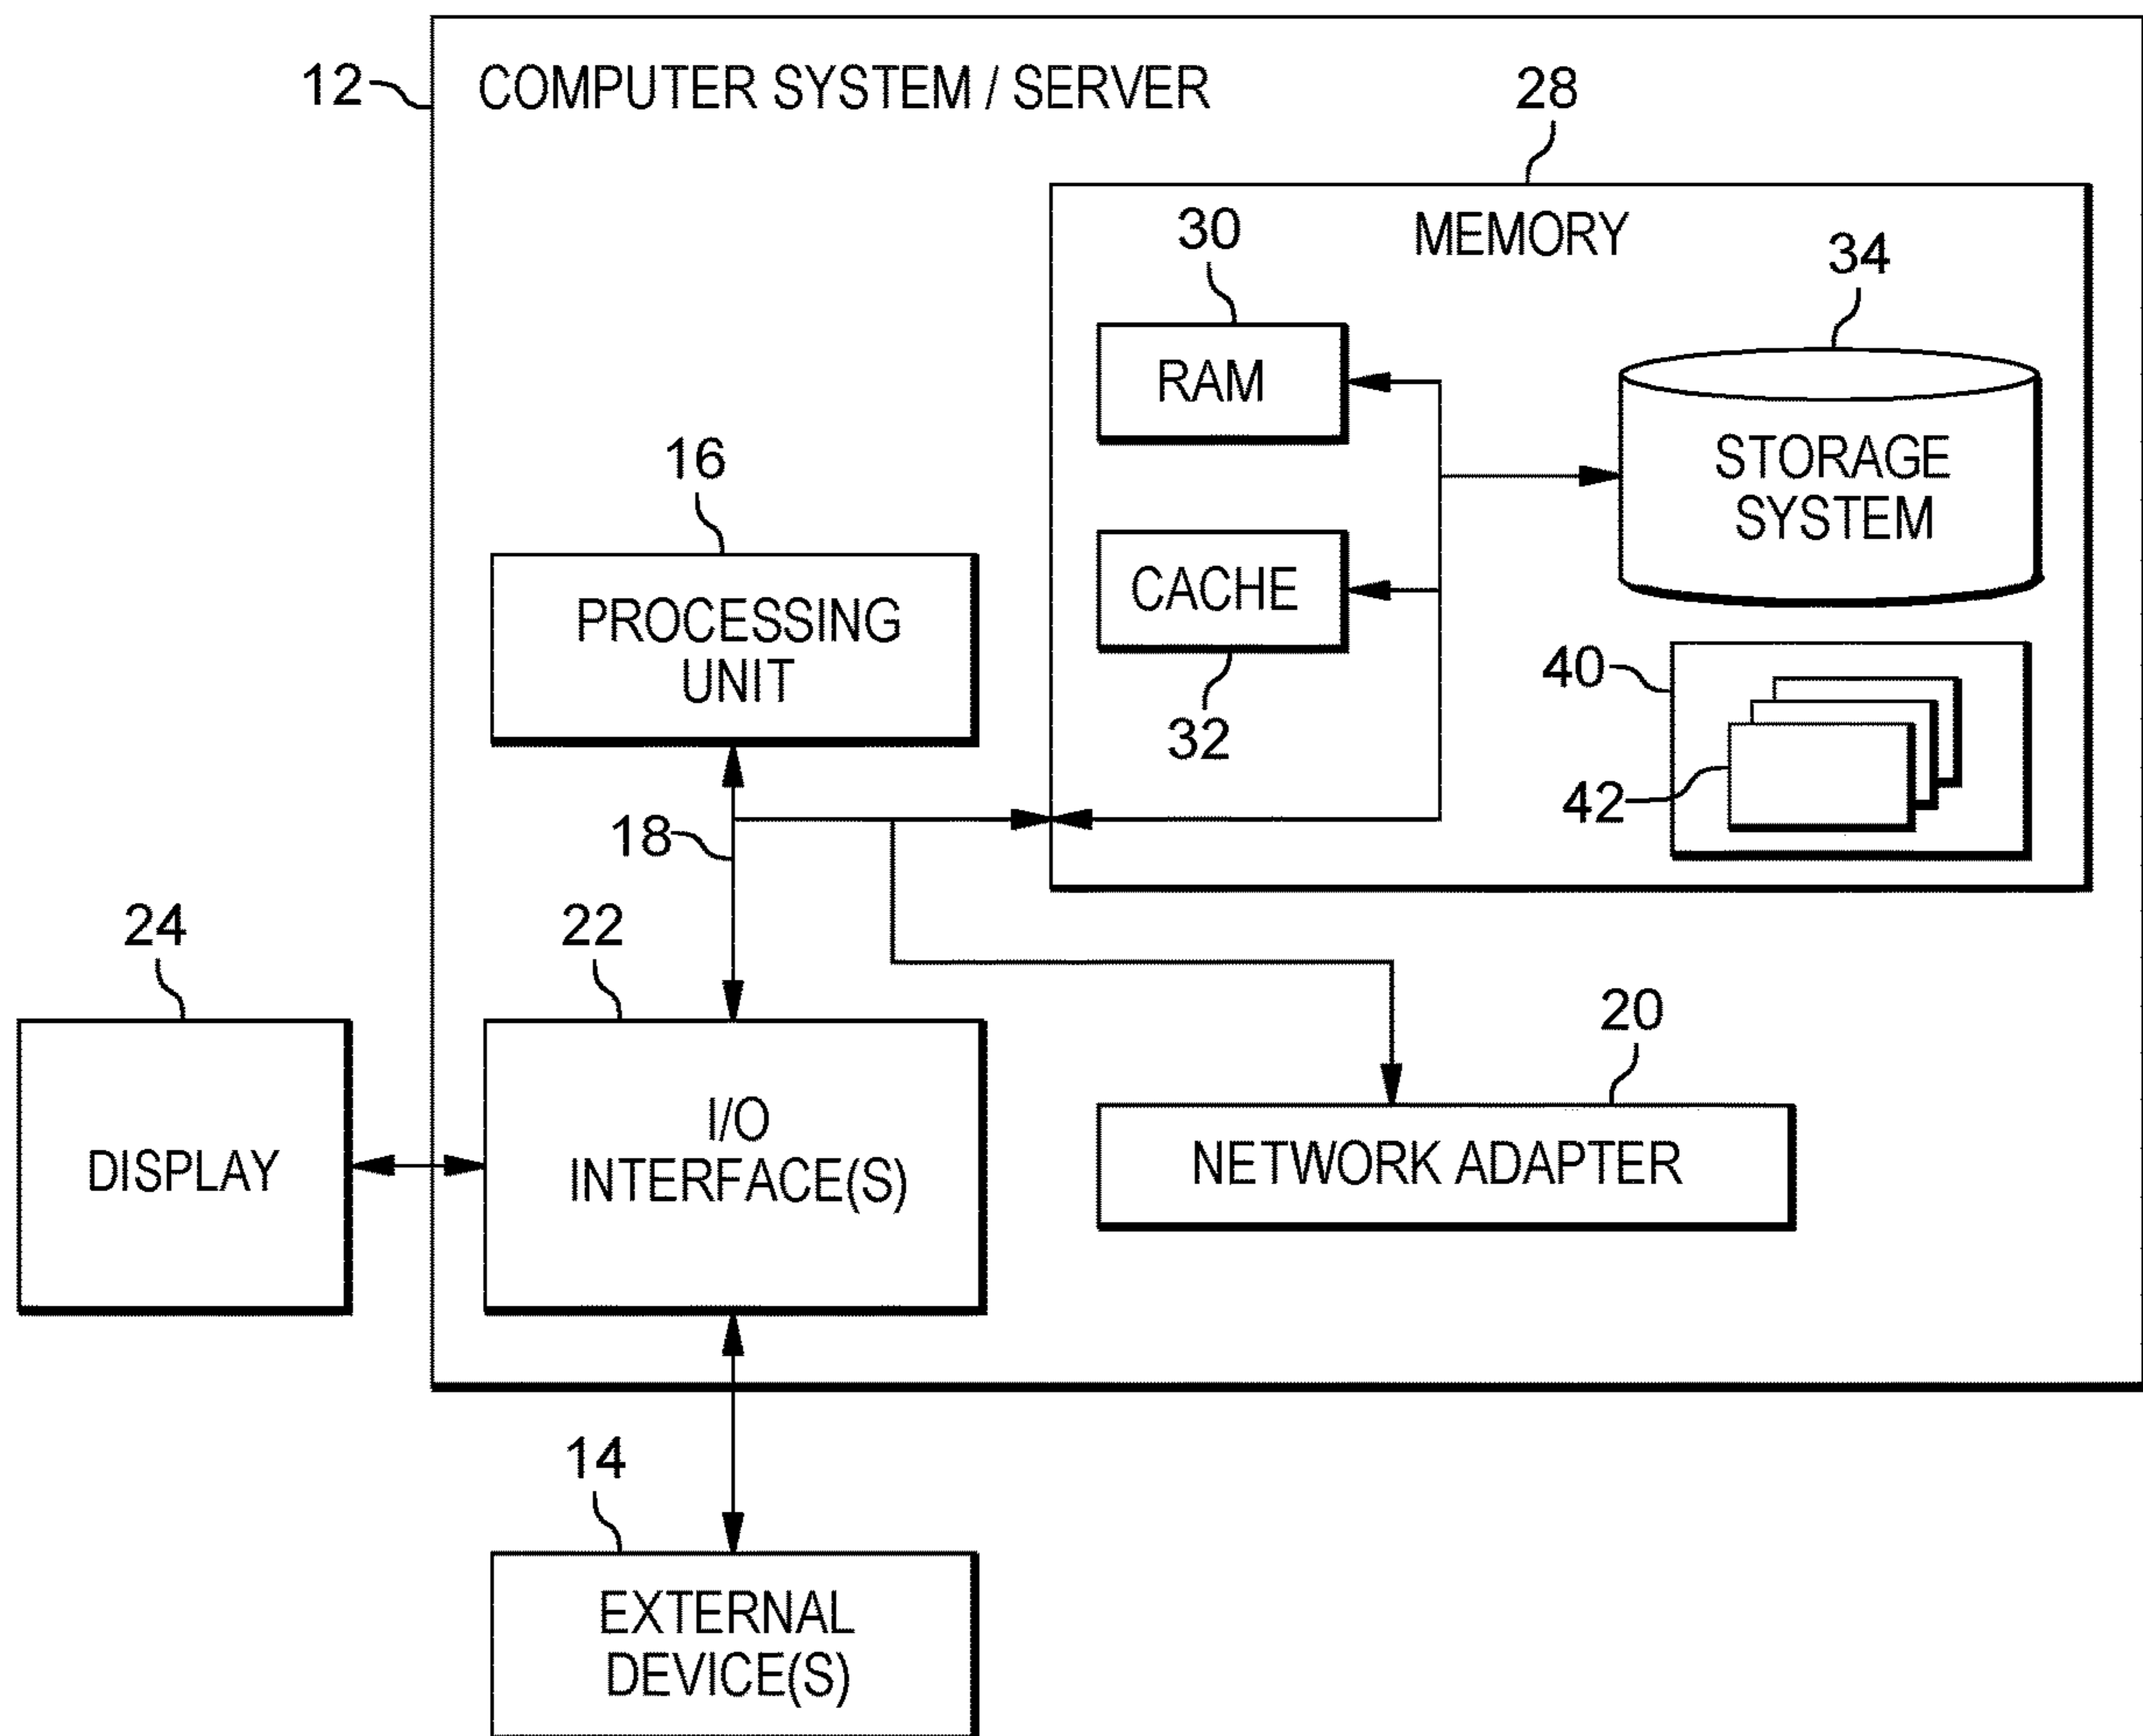 12
COMPUTER SYSTEM / SERVER
28
MEMORY
30
34
RAM
STORAGE
SYSTEM
16
PROCESSING
UNIT
CACHE
32
40
42
18
24
22
20
DISPLAY
I/O
INTERFACE(S)
NETWORK ADAPTER
14
EXTERNAL
DEVICE(S)